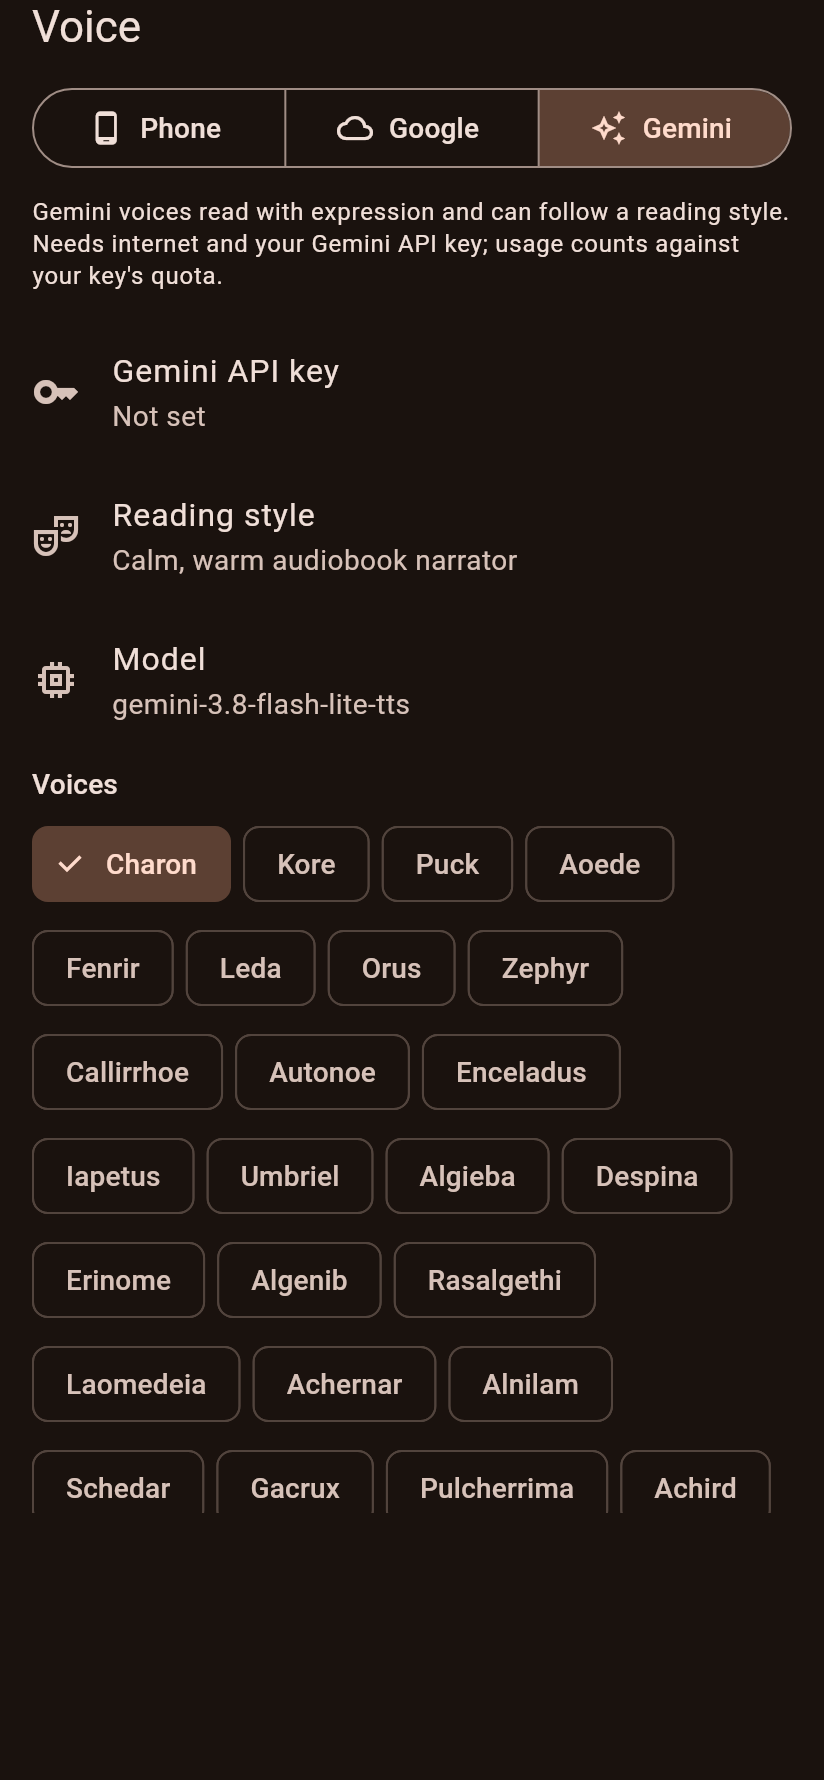 Voice
Phone Google Gemini
Gemini voices read with expression and can follow a reading style.
Needs internet and your Gemini API key; usage counts against
your key's quota.
Gemini API key
Not set
Reading style
Calm, warm audiobook narrator
Model
gemini-3.8-flash-lite-tts
Voices
Charon Kore Puck Aoede
Fenrir Leda Orus Zephyr
Callirrhoe Autonoe Enceladus
Iapetus Umbriel Algieba Despina
Erinome Algenib Rasalgethi
Laomedeia Achernar Alnilam
Schedar Gacrux Pulcherrima Achird